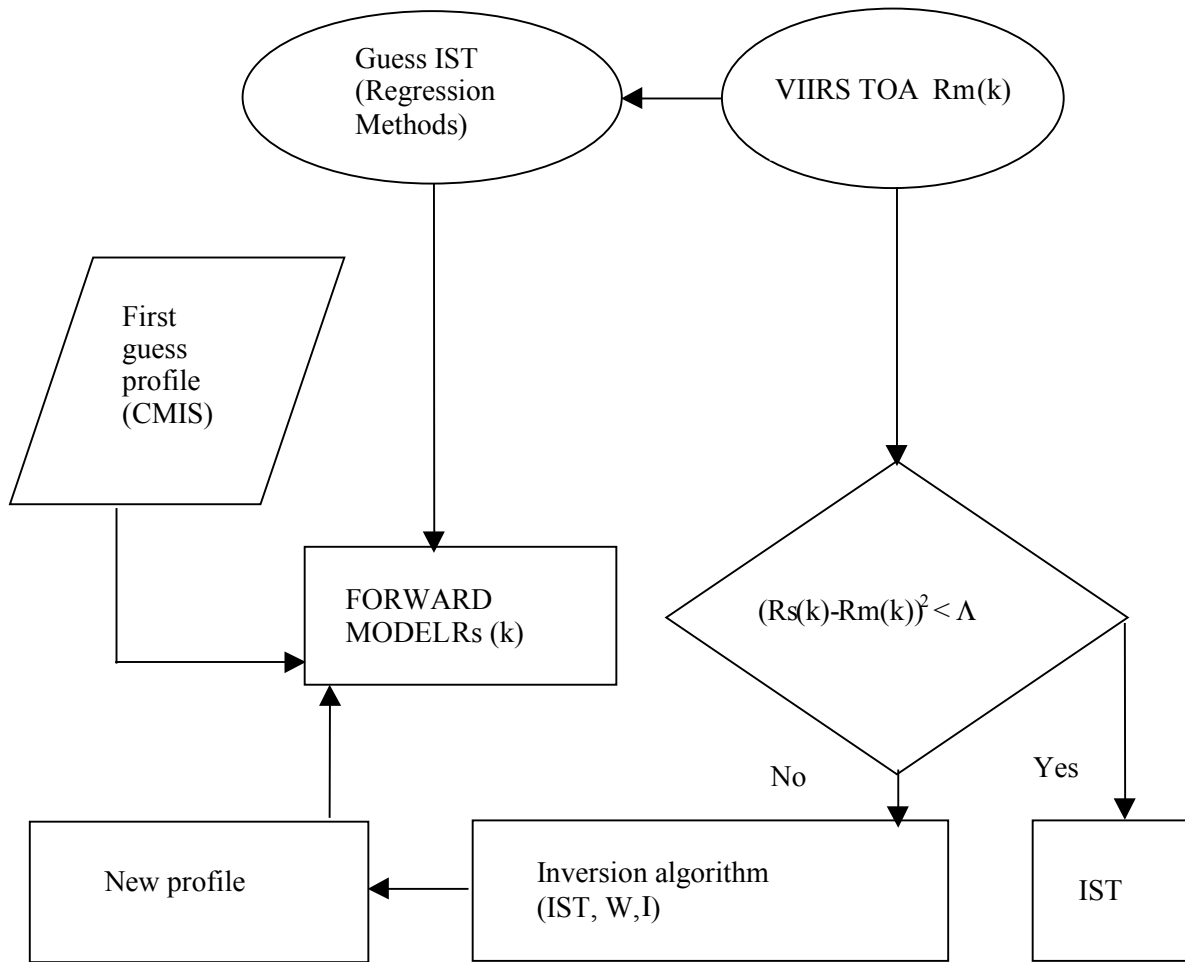 Guess IST
(Regression
Methods)
VIIRS TOA Rm(k)
First
guess
profile
(CMIS)
FORWARD
MODELRs (k)
(Rs(k)-Rm(k))² < Λ
No
Yes
New profile
Inversion algorithm
(IST, W,I)
IST